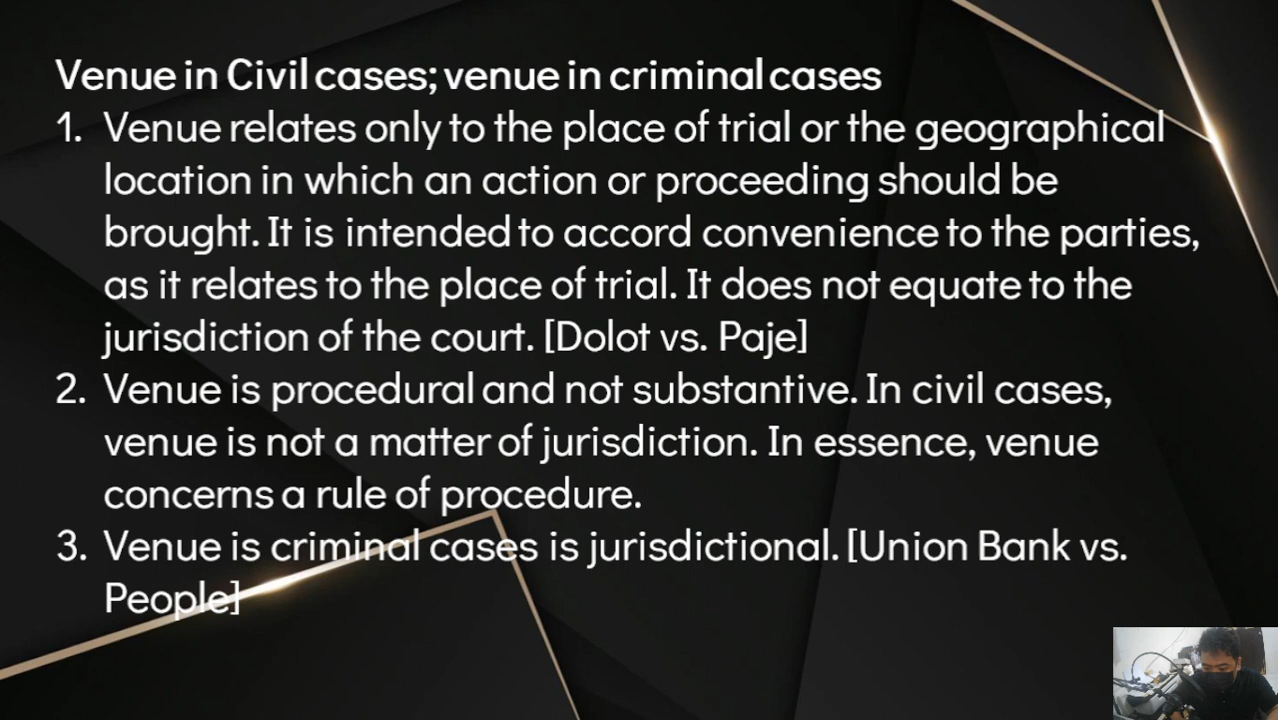 Venue in Civil cases; venue in criminal cases
1. Venue relates only to the place of trial or the geographical
location in which an action or proceeding should be
brought. It is intended to accord convenience to the parties,
as it relates to the place of trial. It does not equate to the
jurisdiction of the court. [Dolot vs. Paje]
2. Venue is procedural and not substantive. In civil cases,
venue is not a matter of jurisdiction. In essence, venue
concerns a rule of procedure.
3. Venue is criminal cases is jurisdictional. [Union Bank vs.
People]